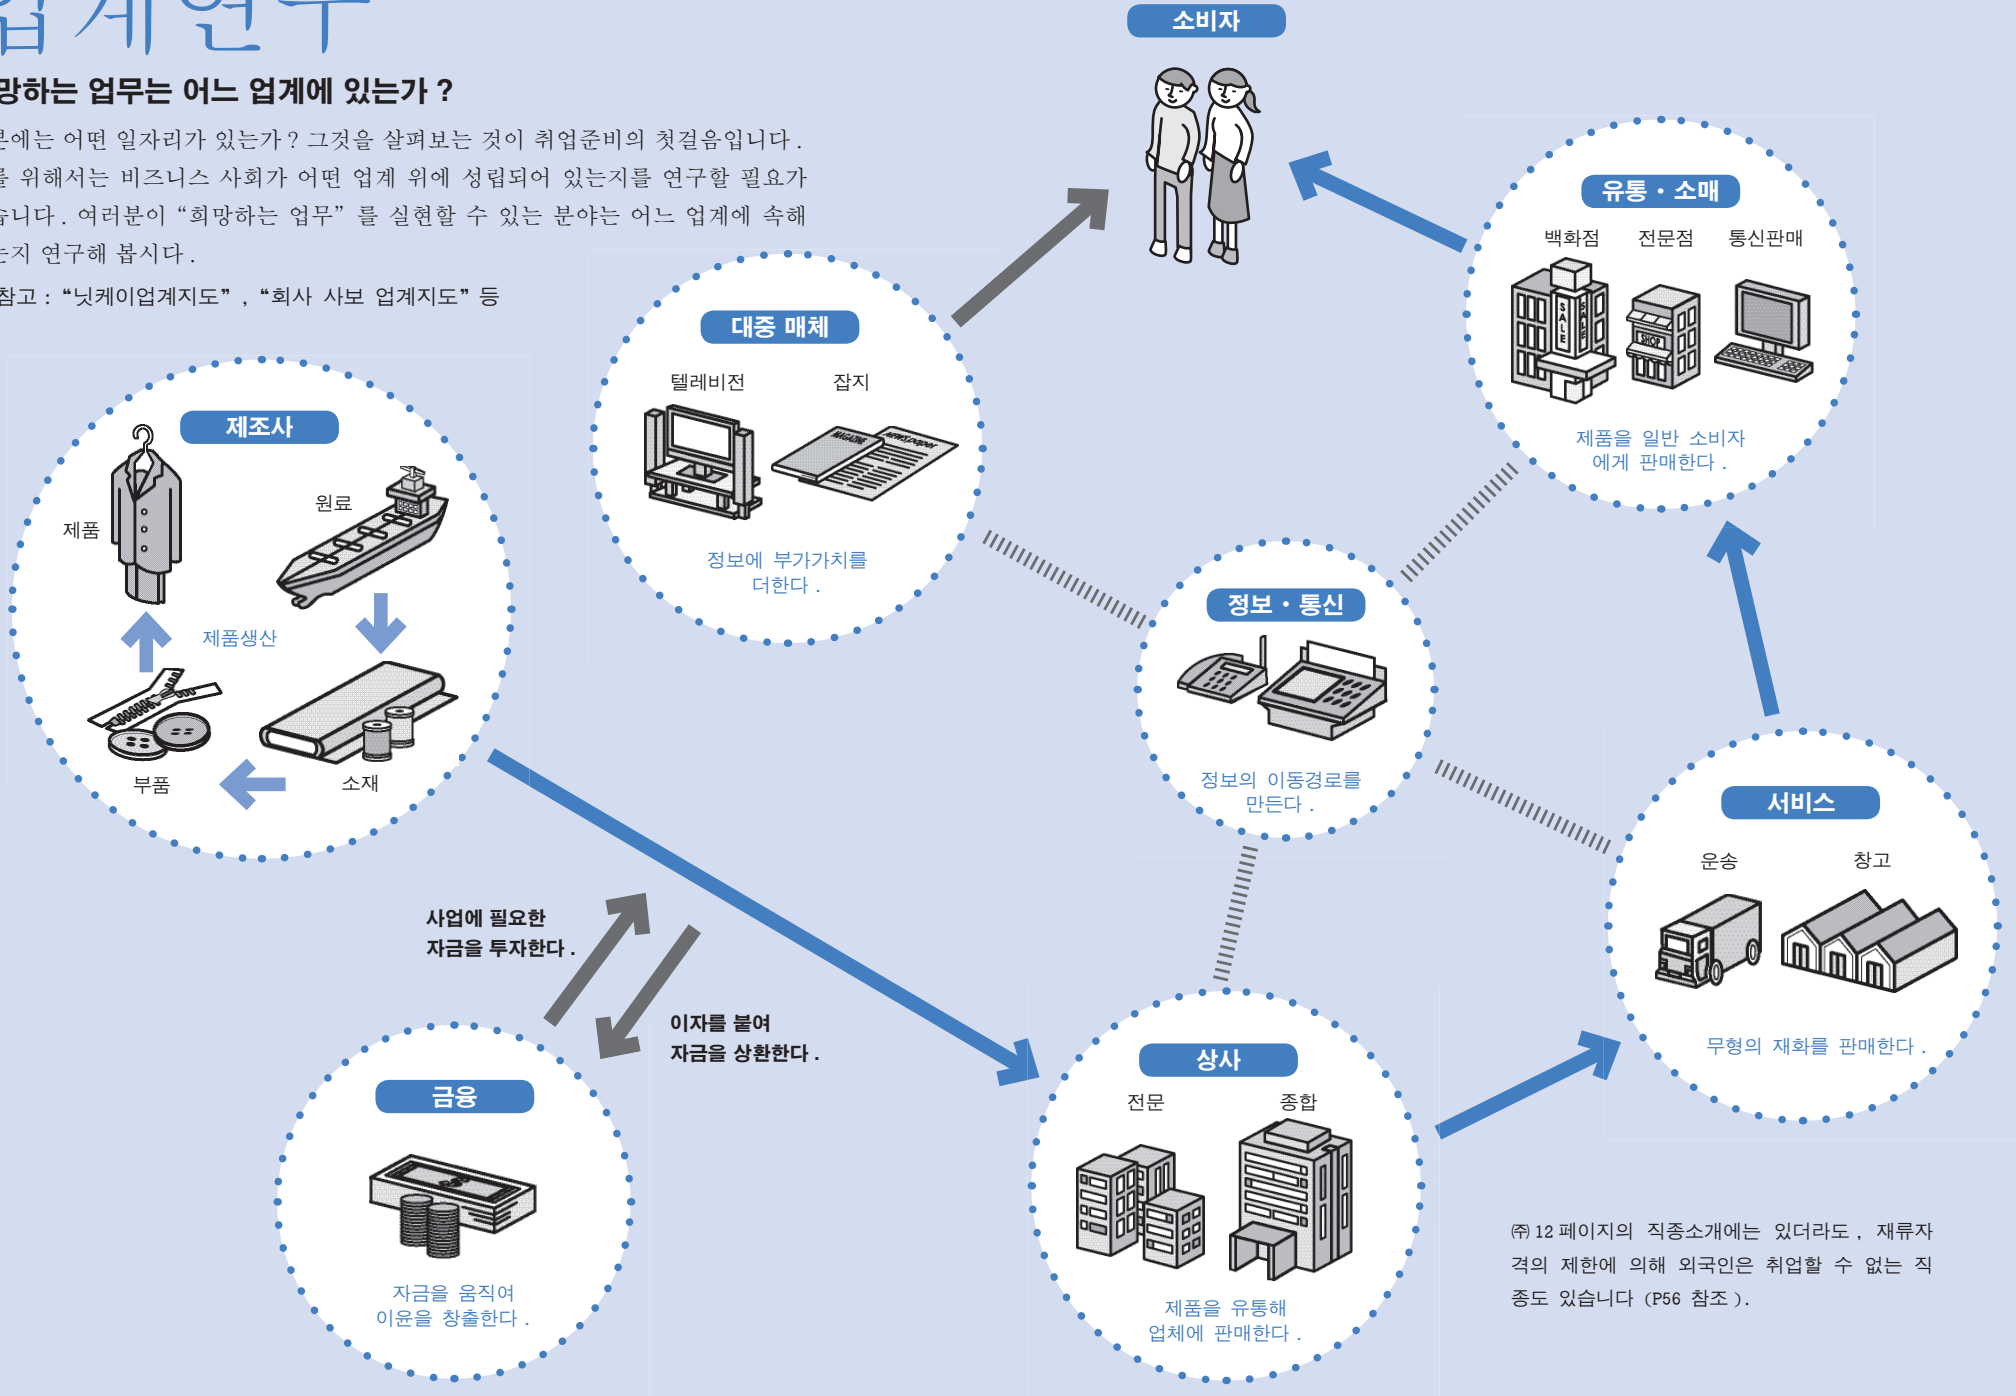 업계연구
망하는 업무는 어느 업계에 있는가 ?
에는 어떤 일자리가 있는가 ? 그것을 살펴보는 것이 취업준비의 첫걸음입니다 .
위해서는 비즈니스 사회가 어떤 업계 위에 성립되어 있는지를 연구할 필요가
습니다 . 여러분이 “희망하는 업무” 를 실현할 수 있는 분야는 어느 업계에 속해
는지 연구해 봅시다 .
참고 : “닛케이업계지도” , “회사 사보 업계지도” 등
소비자
유통・소매
백화점 전문점 통신판매
SALE
SALE
SHOP
제품을 일반 소비자
에게 판매한다 .
대중 매체
텔레비전 잡지
MAGAZINE
NEWSpaper
정보에 부가가치를
더한다 .
제조사
제품
원료
제품생산
부품
소재
정보・통신
정보의 이동경로를
만든다 .
서비스
운송 창고
무형의 재화를 판매한다 .
사업에 필요한
자금을 투자한다 .
이자를 붙여
자금을 상환한다 .
금융
$
자금을 움직여
이윤을 창출한다 .
상사
전문 종합
제품을 유통해
업체에 판매한다 .
㈜ 12 페이지의 직종소개에는 있더라도 , 재류자
격의 제한에 의해 외국인은 취업할 수 없는 직
종도 있습니다 (P56 참조 ).